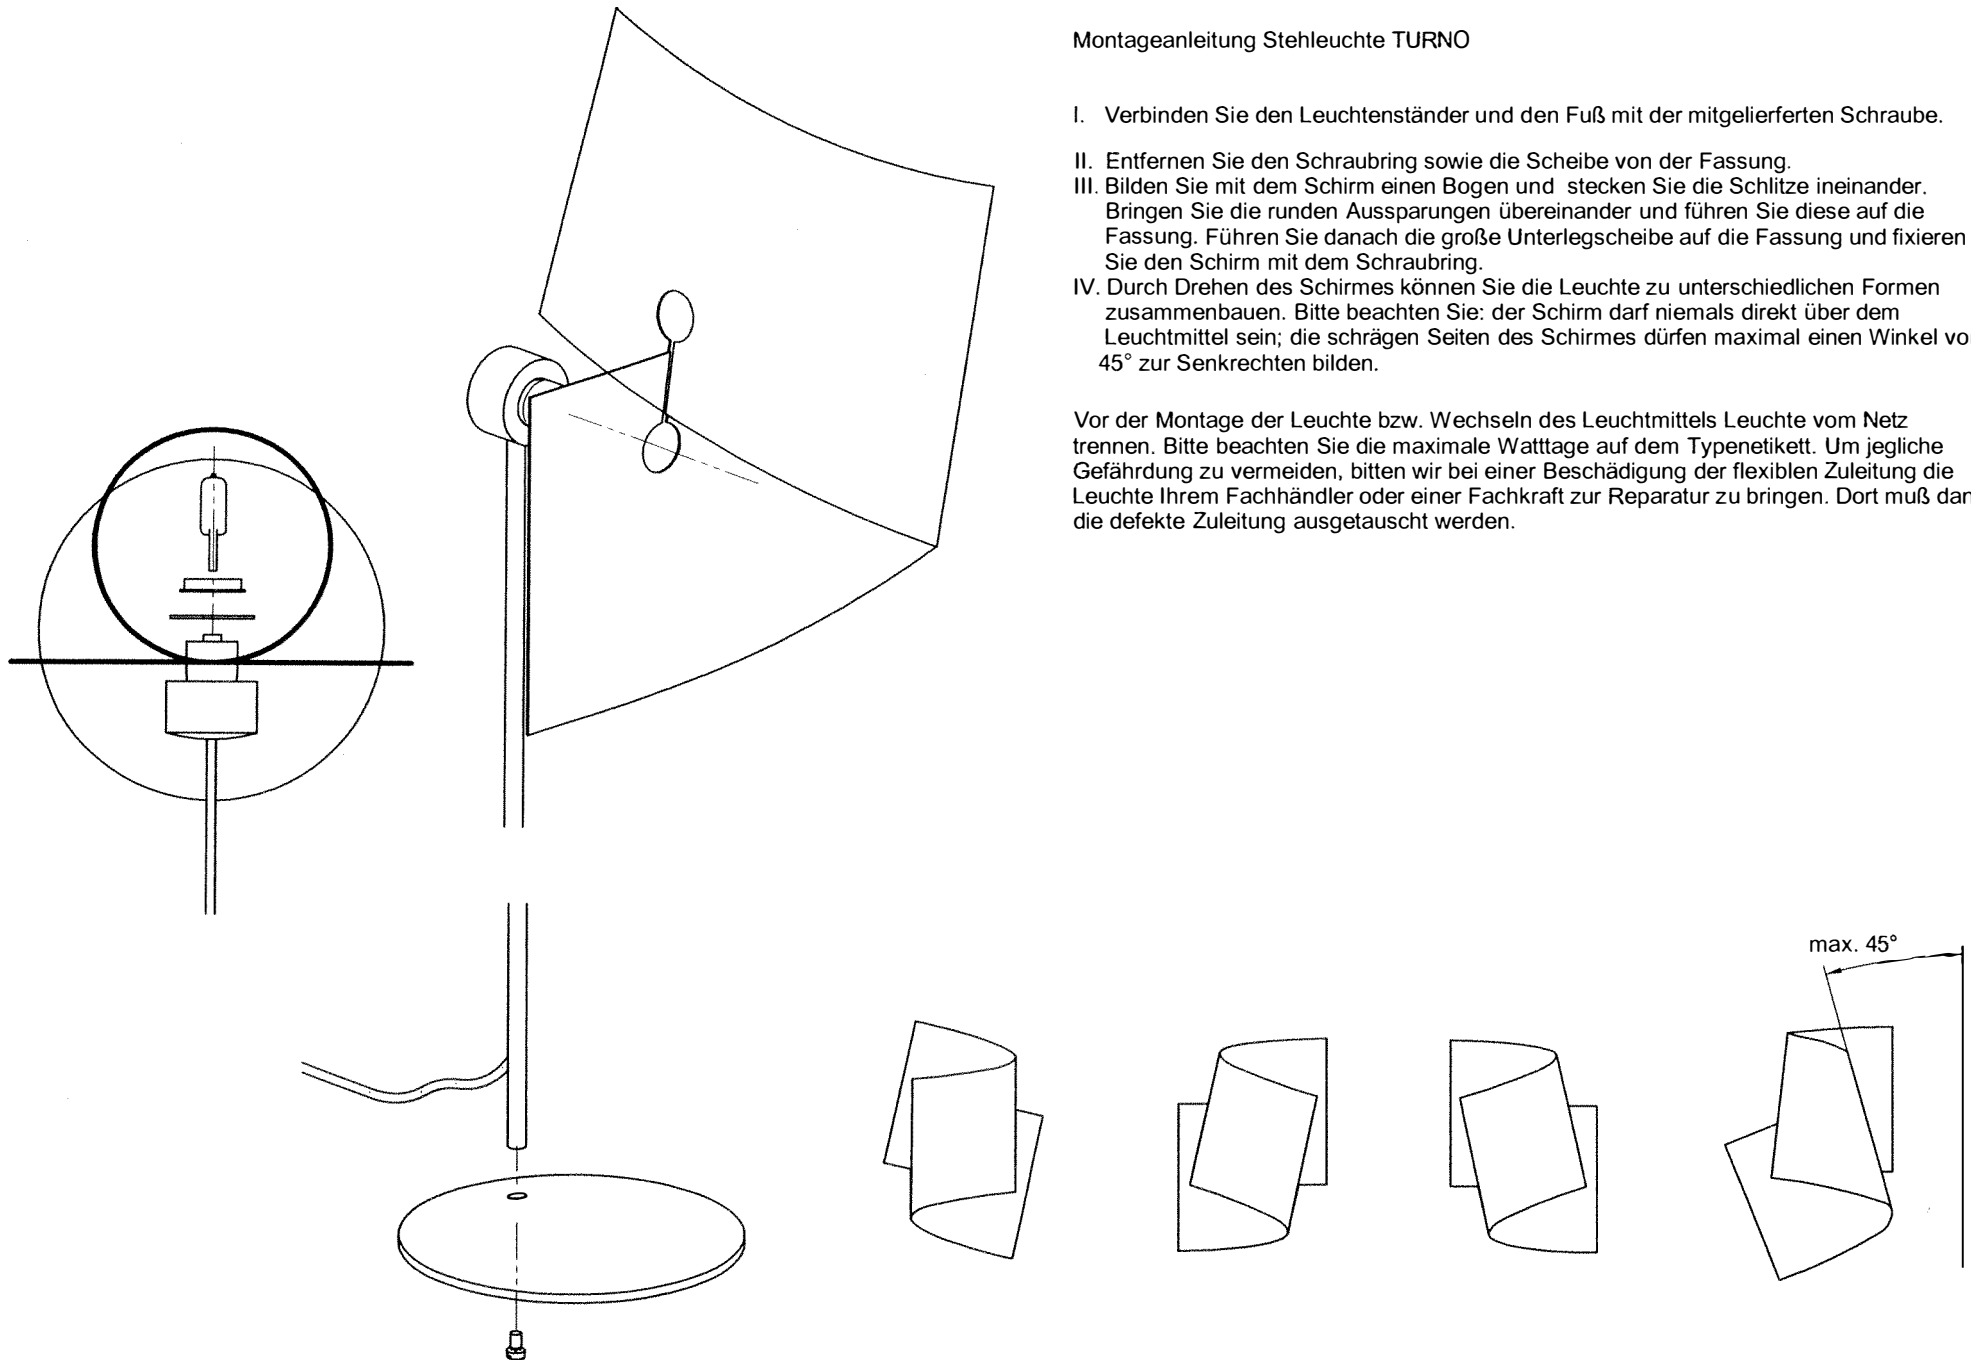 Montageanleitung Stehleuchte TURNO
I. Verbinden Sie den Leuchtenständer und den Fuß mit der mitgelierferten Schraube.
II. Entfernen Sie den Schraubring sowie die Scheibe von der Fassung.
III. Bilden Sie mit dem Schirm einen Bogen und stecken Sie die Schlitze ineinander.
Bringen Sie die runden Aussparungen übereinander und führen Sie diese auf die
Fassung. Führen Sie danach die große Unterlegscheibe auf die Fassung und fixieren
Sie den Schirm mit dem Schraubring.
IV. Durch Drehen des Schirmes können Sie die Leuchte zu unterschiedlichen Formen
zusammenbauen. Bitte beachten Sie: der Schirm darf niemals direkt über dem
Leuchtmittel sein; die schrägen Seiten des Schirmes dürfen maximal einen Winkel vo
45° zur Senkrechten bilden.
Vor der Montage der Leuchte bzw. Wechseln des Leuchtmittels Leuchte vom Netz
trennen. Bitte beachten Sie die maximale Watttage auf dem Typenetikett. Um jegliche
Gefährdung zu vermeiden, bitten wir bei einer Beschädigung der flexiblen Zuleitung die
Leuchte Ihrem Fachhändler oder einer Fachkraft zur Reparatur zu bringen. Dort muß dan
die defekte Zuleitung ausgetauscht werden.
max. 45°